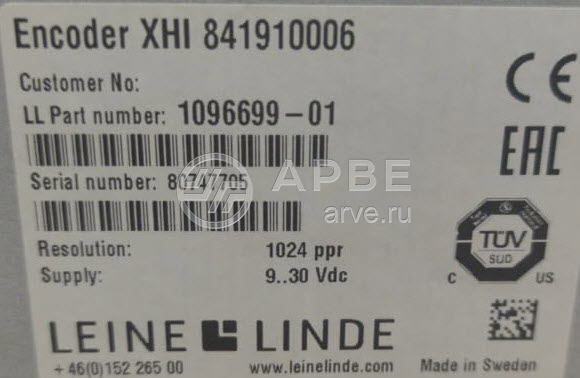 Encoder XHI 841910006
Customer No:
LL Part number: 1096699-01
Serial number: 80747705
Resolution: 1024 ppr
Supply: 9..30 Vdc
LEINE LINDE
+46(0)152 265 00 www.leinelinde.com Made in Sweden
CE
EAC
TÜV
SUD
C US
АРВЕ
arve.ru